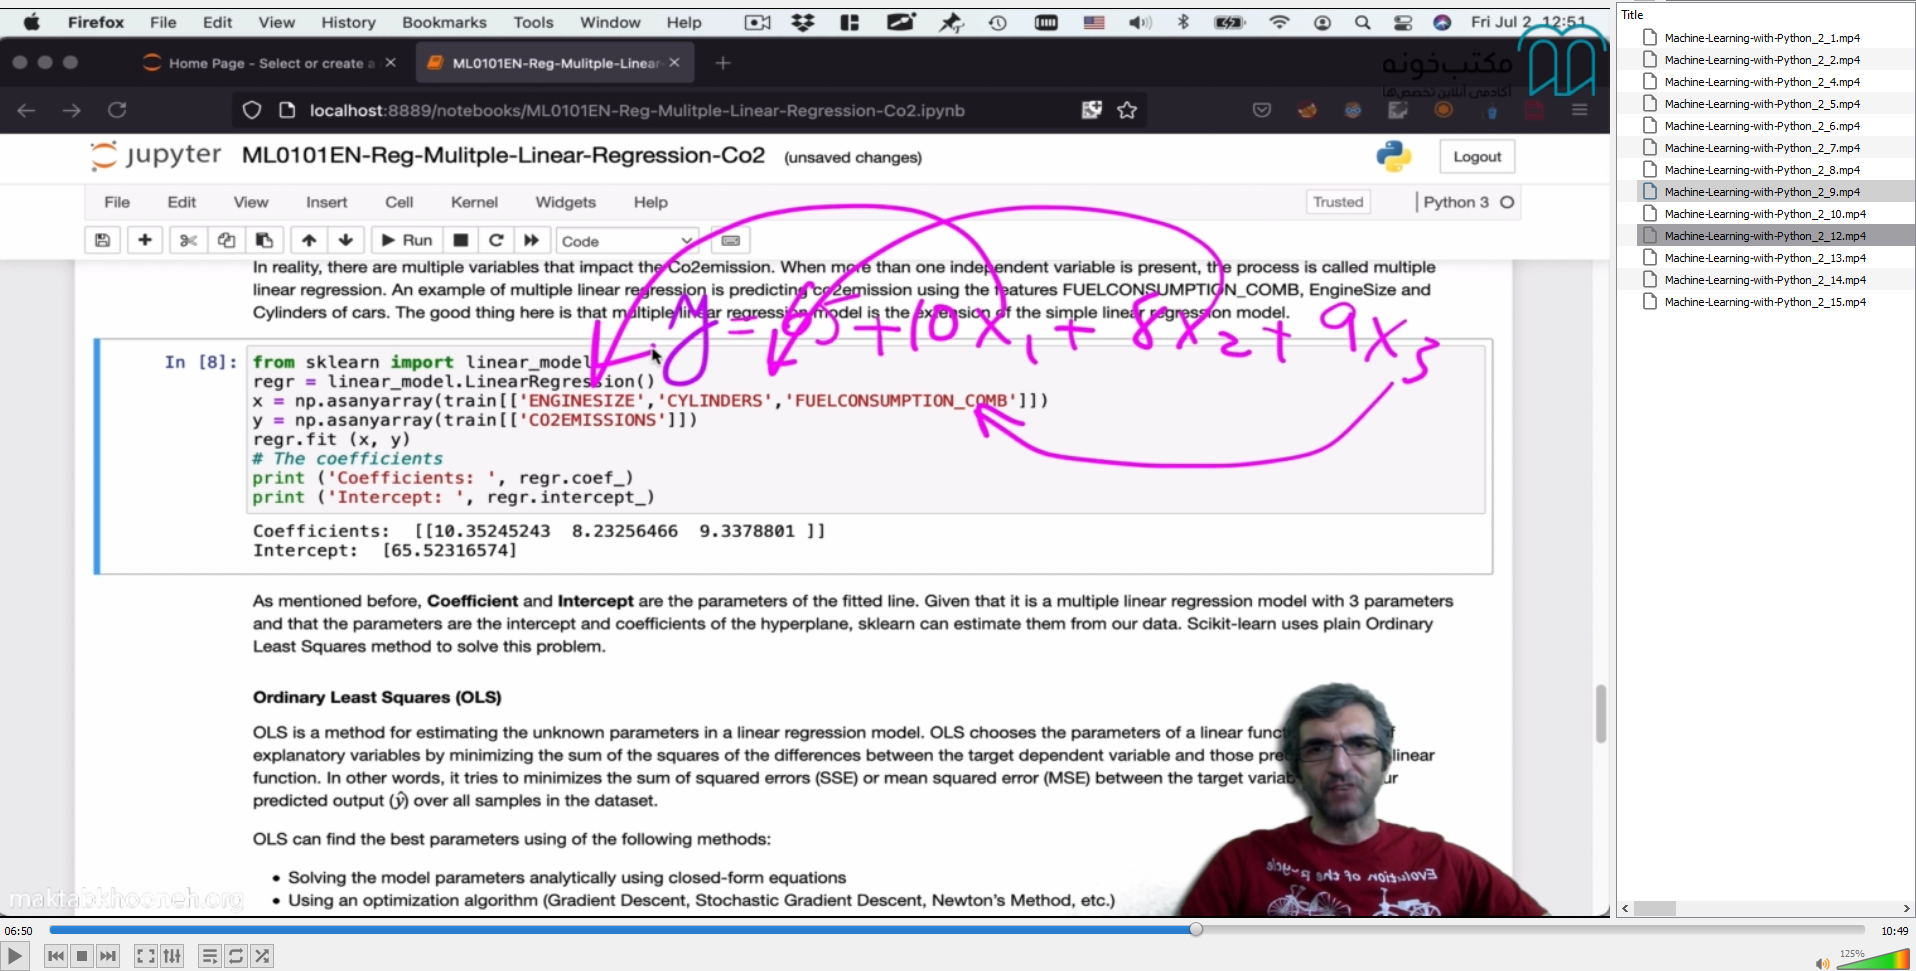 Firefox File Edit View History Bookmarks Tools Window Help Fri Jul 2 12:51
Home Page - Select or create a
ML0101EN-Reg-Mulitple-Linear
مکتب‌خونه
آکادمی آنلاین تخصص‌ها
localhost:8889/notebooks/ML0101EN-Reg-Mulitple-Linear-Regression-Co2.ipynb
jupyter ML0101EN-Reg-Mulitple-Linear-Regression-Co2 (unsaved changes)
Logout
File Edit View Insert Cell Kernel Widgets Help Trusted Python 3
Run Code
In reality, there are multiple variables that impact the Co2emission. When more than one independent variable is present, the process is called multiple
linear regression. An example of multiple linear regression is predicting co2emission using the features FUELCONSUMPTION_COMB, EngineSize and
Cylinders of cars. The good thing here is that multiple linear regression model is the extension of the simple linear regression model.
y = 65 + 10x1 + 8x2 + 9x3
In [8]: from sklearn import linear_model
regr = linear_model.LinearRegression()
x = np.asanyarray(train[['ENGINESIZE','CYLINDERS','FUELCONSUMPTION_COMB']])
y = np.asanyarray(train[['CO2EMISSIONS']])
regr.fit (x, y)
# The coefficients
print ('Coefficients: ', regr.coef_)
print ('Intercept: ', regr.intercept_)
Coefficients: [[10.35245243 8.23256466 9.3378801 ]]
Intercept: [65.52316574]
As mentioned before, Coefficient and Intercept are the parameters of the fitted line. Given that it is a multiple linear regression model with 3 parameters
and that the parameters are the intercept and coefficients of the hyperplane, sklearn can estimate them from our data. Scikit-learn uses plain Ordinary
Least Squares method to solve this problem.
Ordinary Least Squares (OLS)
OLS is a method for estimating the unknown parameters in a linear regression model. OLS chooses the parameters of a linear func
explanatory variables by minimizing the sum of the squares of the differences between the target dependent variable and those pre linear
function. In other words, it tries to minimizes the sum of squared errors (SSE) or mean squared error (MSE) between the target variab ur
predicted output (ŷ) over all samples in the dataset.
OLS can find the best parameters using of the following methods:
• Solving the model parameters analytically using closed-form equations
• Using an optimization algorithm (Gradient Descent, Stochastic Gradient Descent, Newton's Method, etc.)
Evolution of the
maktabkhooneh.org
06:50 10:49
125%
Title
Machine-Learning-with-Python_2_1.mp4
Machine-Learning-with-Python_2_2.mp4
Machine-Learning-with-Python_2_4.mp4
Machine-Learning-with-Python_2_5.mp4
Machine-Learning-with-Python_2_6.mp4
Machine-Learning-with-Python_2_7.mp4
Machine-Learning-with-Python_2_8.mp4
Machine-Learning-with-Python_2_9.mp4
Machine-Learning-with-Python_2_10.mp4
Machine-Learning-with-Python_2_12.mp4
Machine-Learning-with-Python_2_13.mp4
Machine-Learning-with-Python_2_14.mp4
Machine-Learning-with-Python_2_15.mp4